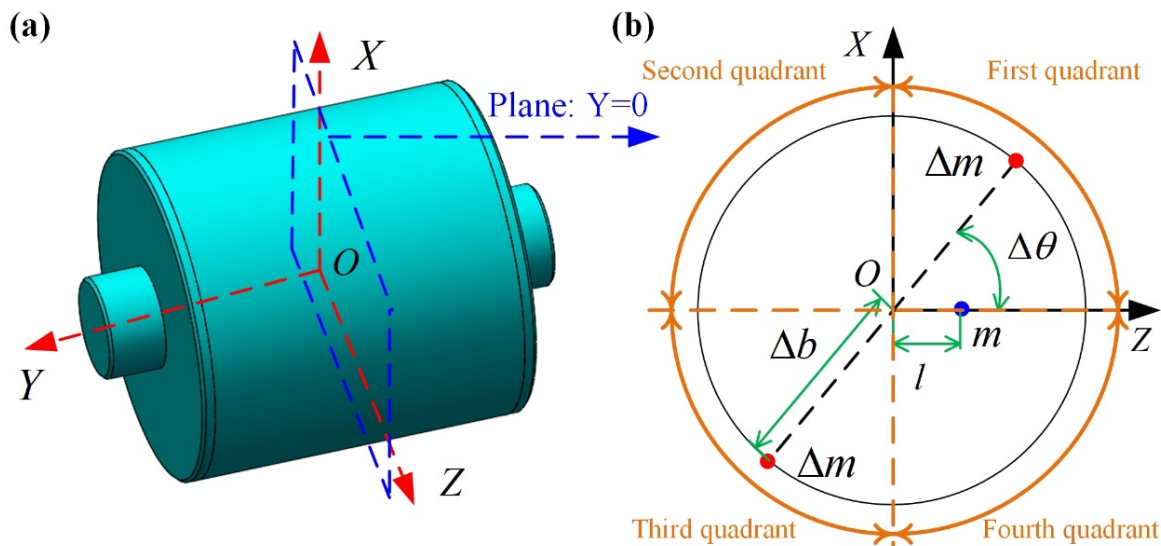 (a)
X
Plane: Y=0
O
Y
Z
(b)
X
Second quadrant
First quadrant
Δm
Δθ
O
m
Z
Δb
l
Δm
Third quadrant
Fourth quadrant